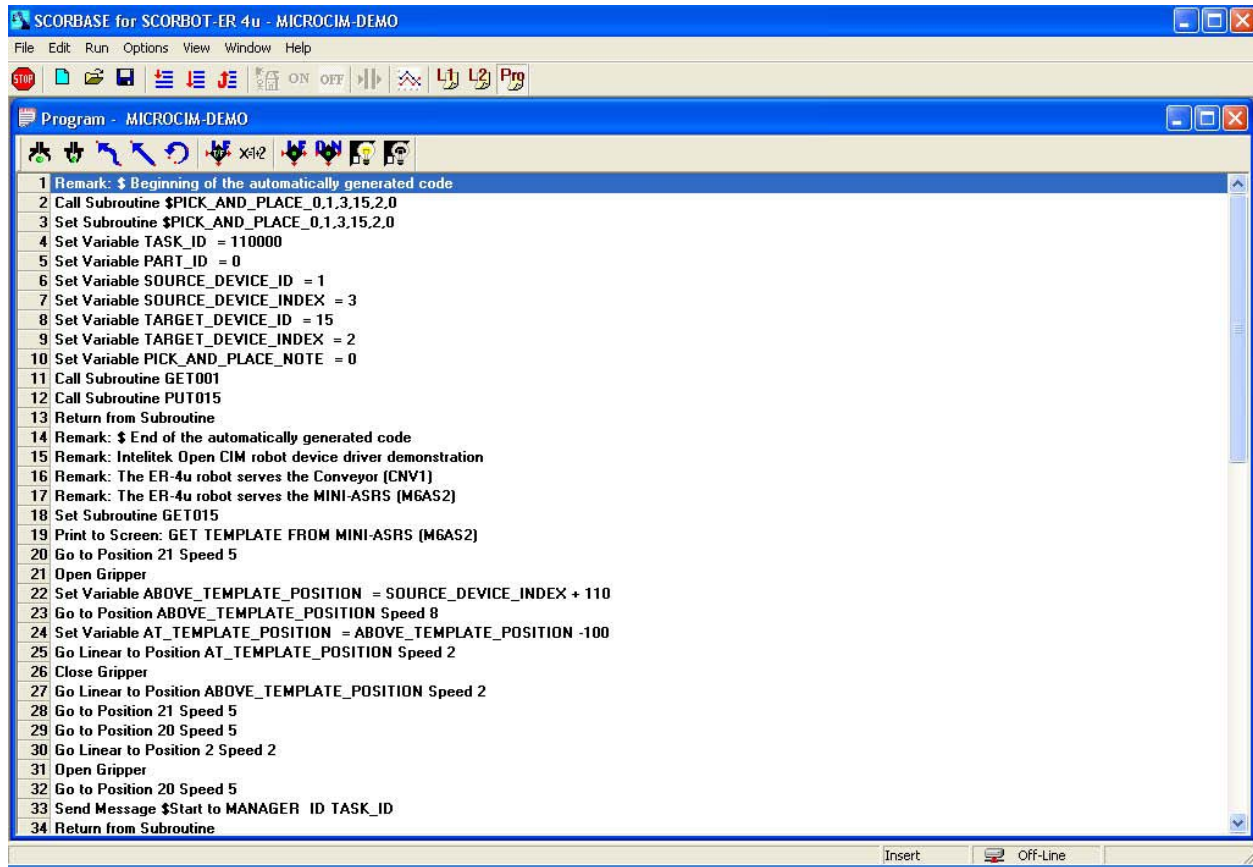 SCORBASE for SCORBOT-ER 4u - MICROCIM-DEMO
File Edit Run Options View Window Help
STOP ON OFF L1 L2 Prg
Program - MICROCIM-DEMO
1 Remark: $ Beginning of the automatically generated code
2 Call Subroutine $PICK_AND_PLACE_0,1,3,15,2,0
3 Set Subroutine $PICK_AND_PLACE_0,1,3,15,2,0
4 Set Variable TASK_ID = 110000
5 Set Variable PART_ID = 0
6 Set Variable SOURCE_DEVICE_ID = 1
7 Set Variable SOURCE_DEVICE_INDEX = 3
8 Set Variable TARGET_DEVICE_ID = 15
9 Set Variable TARGET_DEVICE_INDEX = 2
10 Set Variable PICK_AND_PLACE_NOTE = 0
11 Call Subroutine GET001
12 Call Subroutine PUT015
13 Return from Subroutine
14 Remark: $ End of the automatically generated code
15 Remark: Intelitek Open CIM robot device driver demonstration
16 Remark: The ER-4u robot serves the Conveyor (CNV1)
17 Remark: The ER-4u robot serves the MINI-ASRS (M6AS2)
18 Set Subroutine GET015
19 Print to Screen: GET TEMPLATE FROM MINI-ASRS (M6AS2)
20 Go to Position 21 Speed 5
21 Open Gripper
22 Set Variable ABOVE_TEMPLATE_POSITION = SOURCE_DEVICE_INDEX + 110
23 Go to Position ABOVE_TEMPLATE_POSITION Speed 8
24 Set Variable AT_TEMPLATE_POSITION = ABOVE_TEMPLATE_POSITION -100
25 Go Linear to Position AT_TEMPLATE_POSITION Speed 2
26 Close Gripper
27 Go Linear to Position ABOVE_TEMPLATE_POSITION Speed 2
28 Go to Position 21 Speed 5
29 Go to Position 20 Speed 5
30 Go Linear to Position 2 Speed 2
31 Open Gripper
32 Go to Position 20 Speed 5
33 Send Message $Start to MANAGER ID TASK_ID
34 Return from Subroutine
Insert Off-Line